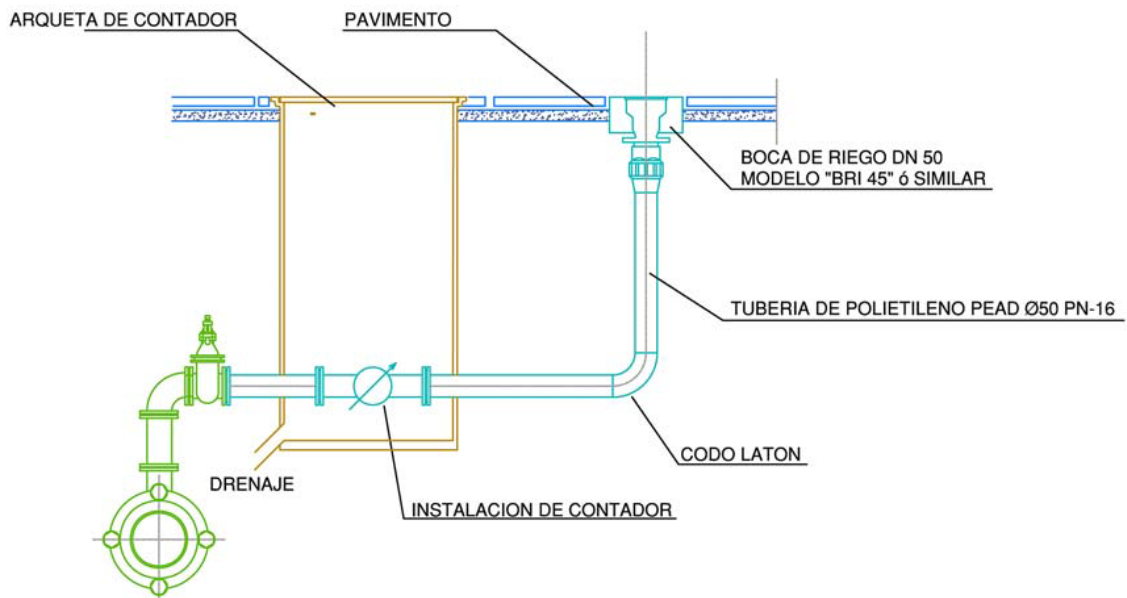 ARQUETA DE CONTADOR
PAVIMENTO
BOCA DE RIEGO DN 50
MODELO "BRI 45" ó SIMILAR
TUBERIA DE POLIETILENO PEAD Ø50 PN-16
CODO LATON
DRENAJE
INSTALACION DE CONTADOR